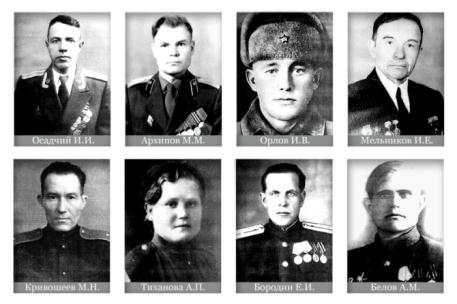 Осадчий И.И.
Архипов М.М.
Орлов И.В.
Мельников И.Е.
Кривошеев М.Н.
Тиханова А.П.
Бородин Е.И.
Белов А.М.